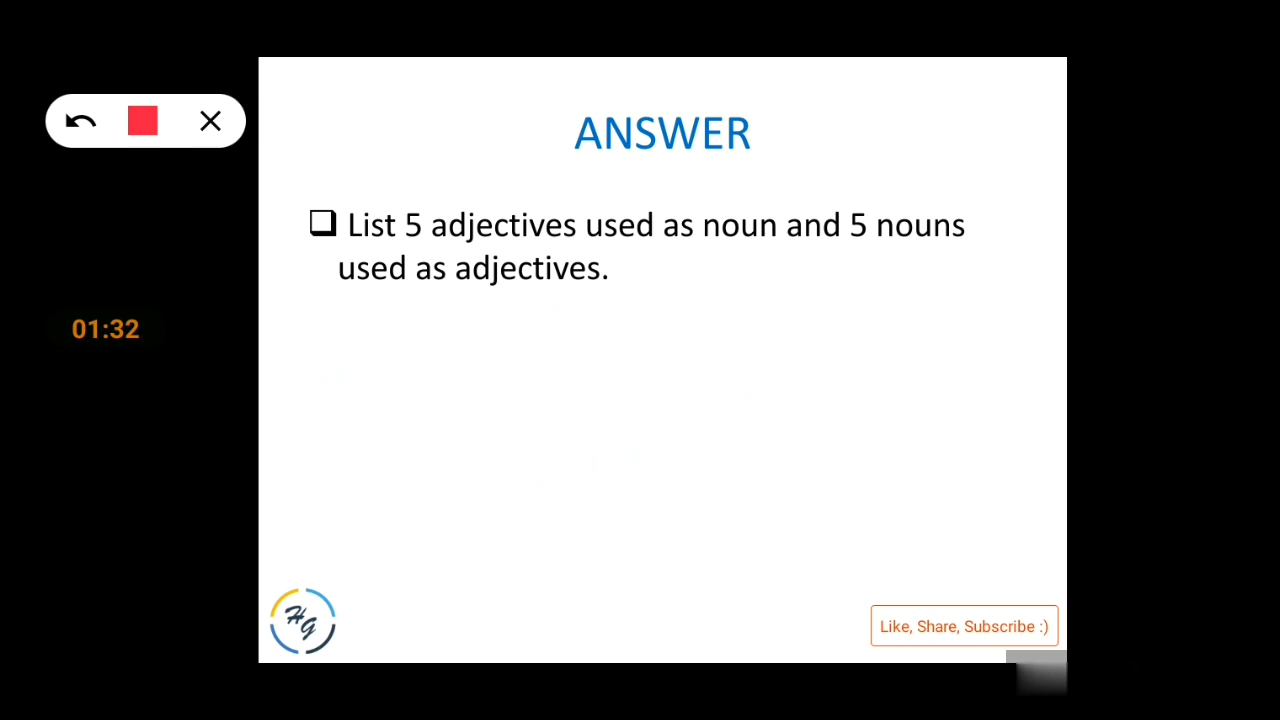 ANSWER
List 5 adjectives used as noun and 5 nouns
used as adjectives.
01:32
HG
Like, Share, Subscribe :)